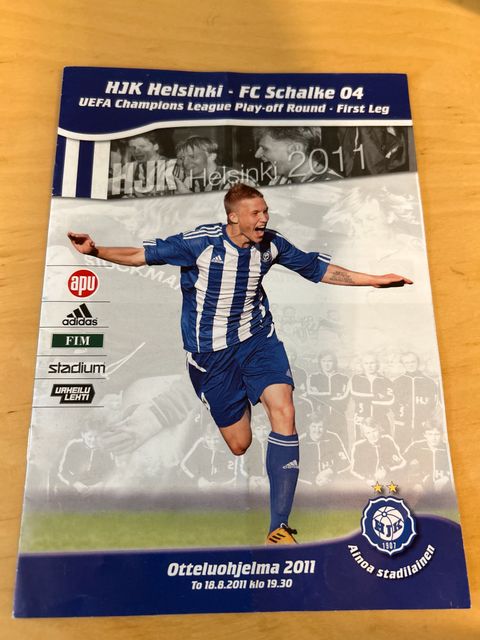 HJK Helsinki - FC Schalke 04
UEFA Champions League Play-off Round - First Leg
HJK Helsinki 2011
apu
adidas
FIM
stadium
URHEILU
LEHTI
adidas
HJK
1907
Ainoa stadilainen
Otteluohjelma 2011
To 18.8.2011 klo 19.30